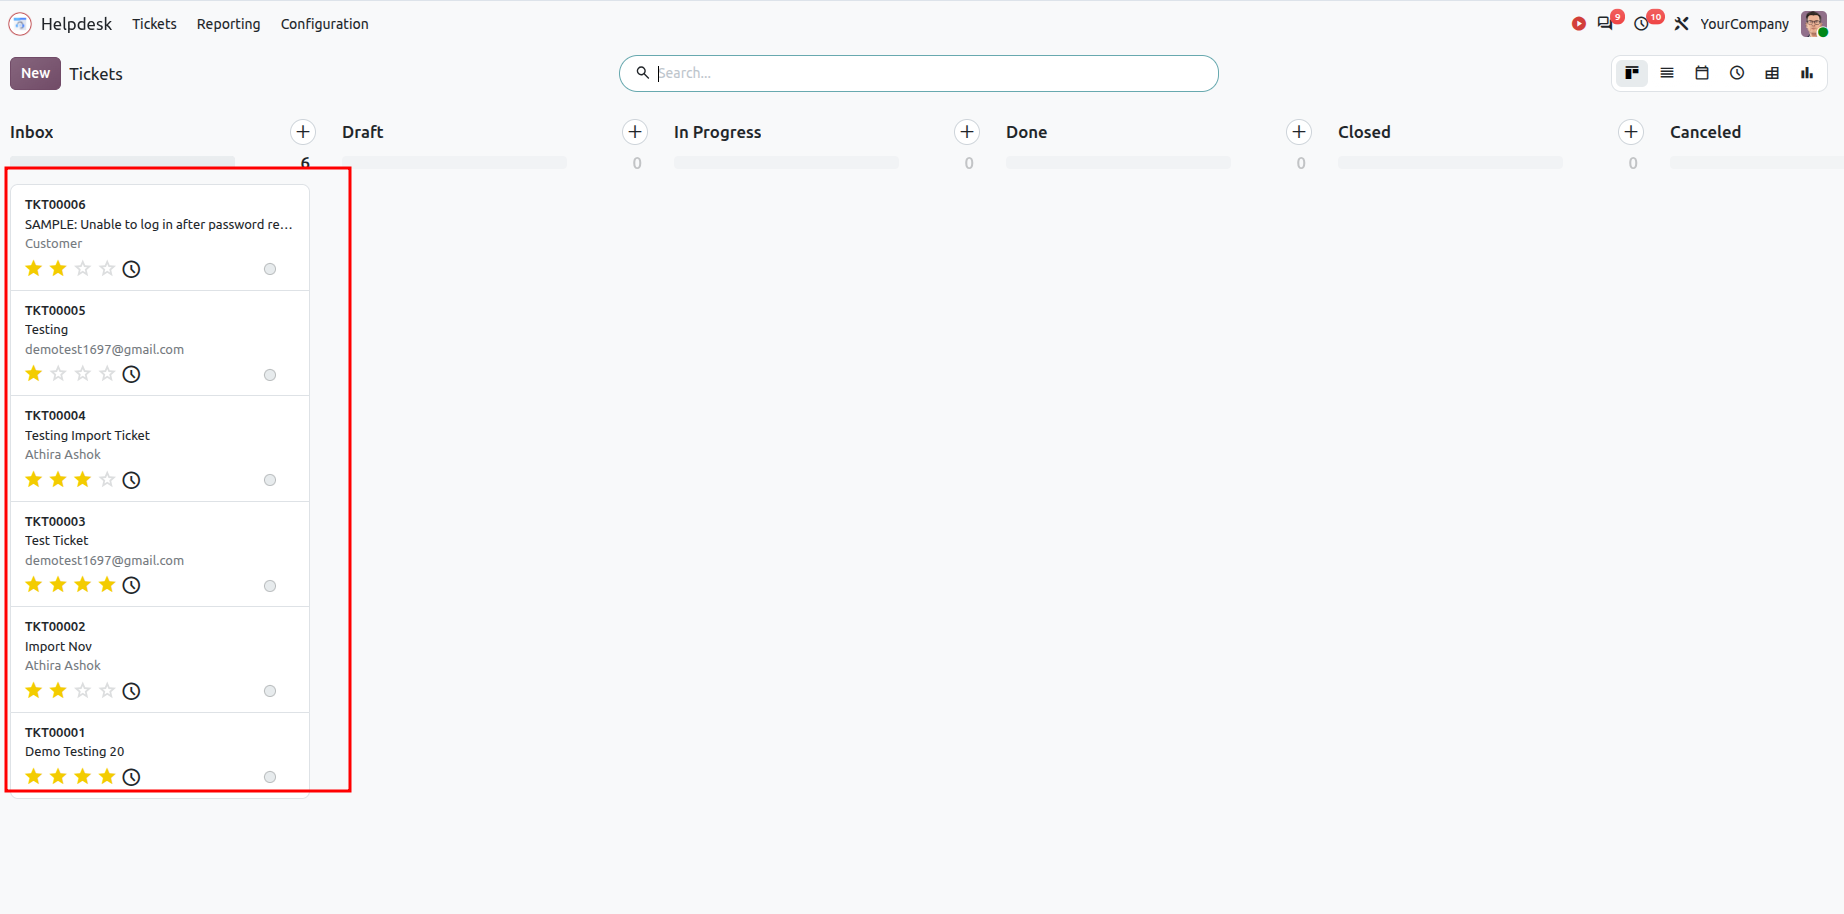 Helpdesk Tickets Reporting Configuration 9 10 YourCompany
New Tickets Search...
Inbox Draft In Progress Done Closed Canceled
6 0 0 0 0
TKT00006
SAMPLE: Unable to log in after password re...
Customer
TKT00005
Testing
demotest1697@gmail.com
TKT00004
Testing Import Ticket
Athira Ashok
TKT00003
Test Ticket
demotest1697@gmail.com
TKT00002
Import Nov
Athira Ashok
TKT00001
Demo Testing 20